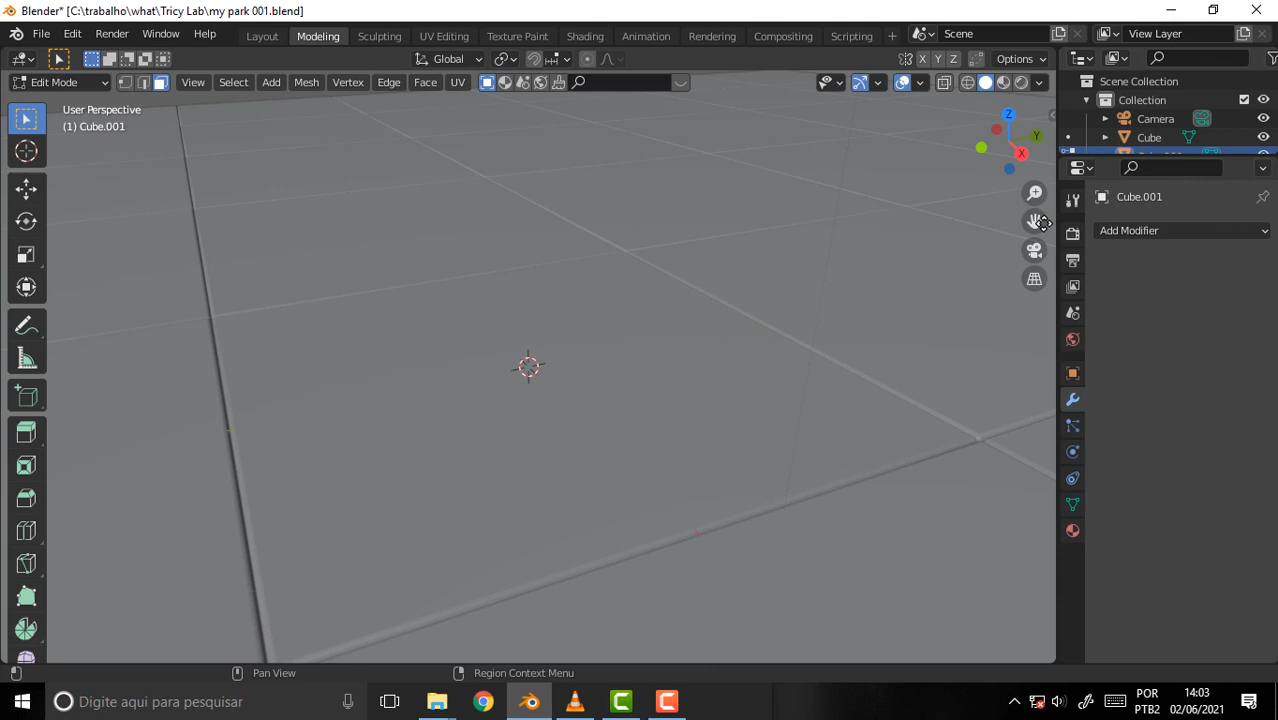 Blender* [C:\trabalho\what\Tricy Lab\my park 001.blend]
File Edit Render Window Help Layout Modeling Sculpting UV Editing Texture Paint Shading Animation Rendering Compositing Scripting + Scene View Layer
Global X Y Z Options
Edit Mode View Select Add Mesh Vertex Edge Face UV
Scene Collection
Collection
Camera
Cube
User Perspective
(1) Cube.001
Z
Y
X
Cube.001
Add Modifier
Pan View Region Context Menu
Digite aqui para pesquisar
POR
PTB2
14:03
02/06/2021